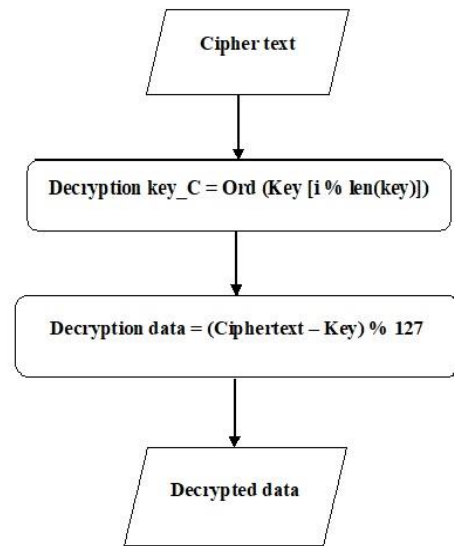 Cipher text
Decryption key_C = Ord (Key [i % len(key)])
Decryption data = (Ciphertext – Key) % 127
Decrypted data